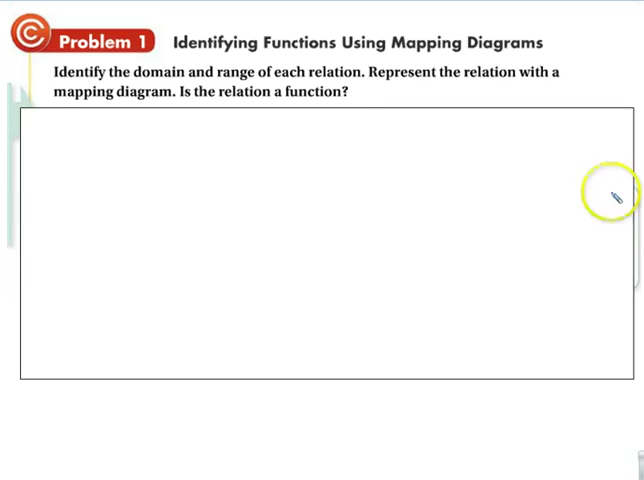 C Problem 1 Identifying Functions Using Mapping Diagrams
Identify the domain and range of each relation. Represent the relation with a
mapping diagram. Is the relation a function?